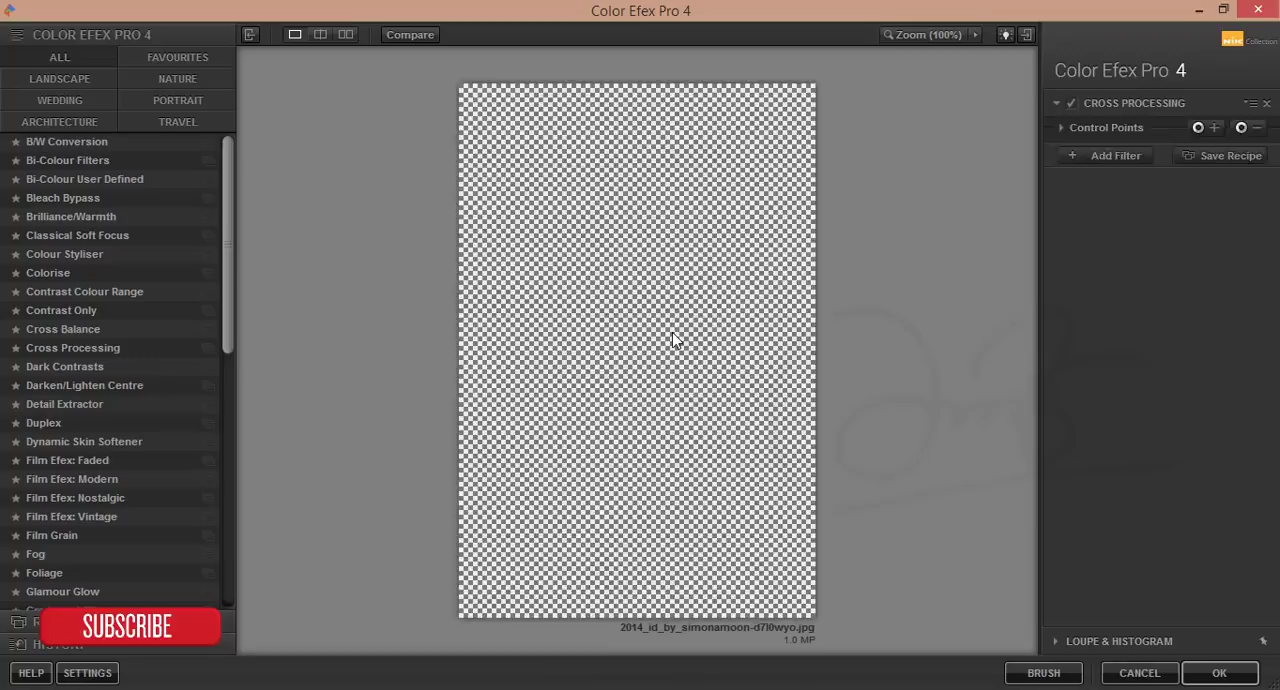 Color Efex Pro 4
COLOR EFEX PRO 4
Compare
Zoom (100%)
Nik Collection
ALL
FAVOURITES
LANDSCAPE
NATURE
WEDDING
PORTRAIT
ARCHITECTURE
TRAVEL
B/W Conversion
Bi-Colour Filters
Bi-Colour User Defined
Bleach Bypass
Brilliance/Warmth
Classical Soft Focus
Colour Styliser
Colorise
Contrast Colour Range
Contrast Only
Cross Balance
Cross Processing
Dark Contrasts
Darken/Lighten Centre
Detail Extractor
Duplex
Dynamic Skin Softener
Film Efex: Faded
Film Efex: Modern
Film Efex: Nostalgic
Film Efex: Vintage
Film Grain
Fog
Foliage
Glamour Glow
SUBSCRIBE
HELP
SETTINGS
2014_id_by_simonamoon-d7l0wyo.jpg
1.0 MP
Color Efex Pro 4
CROSS PROCESSING
Control Points
Add Filter
Save Recipe
LOUPE & HISTOGRAM
BRUSH
CANCEL
OK